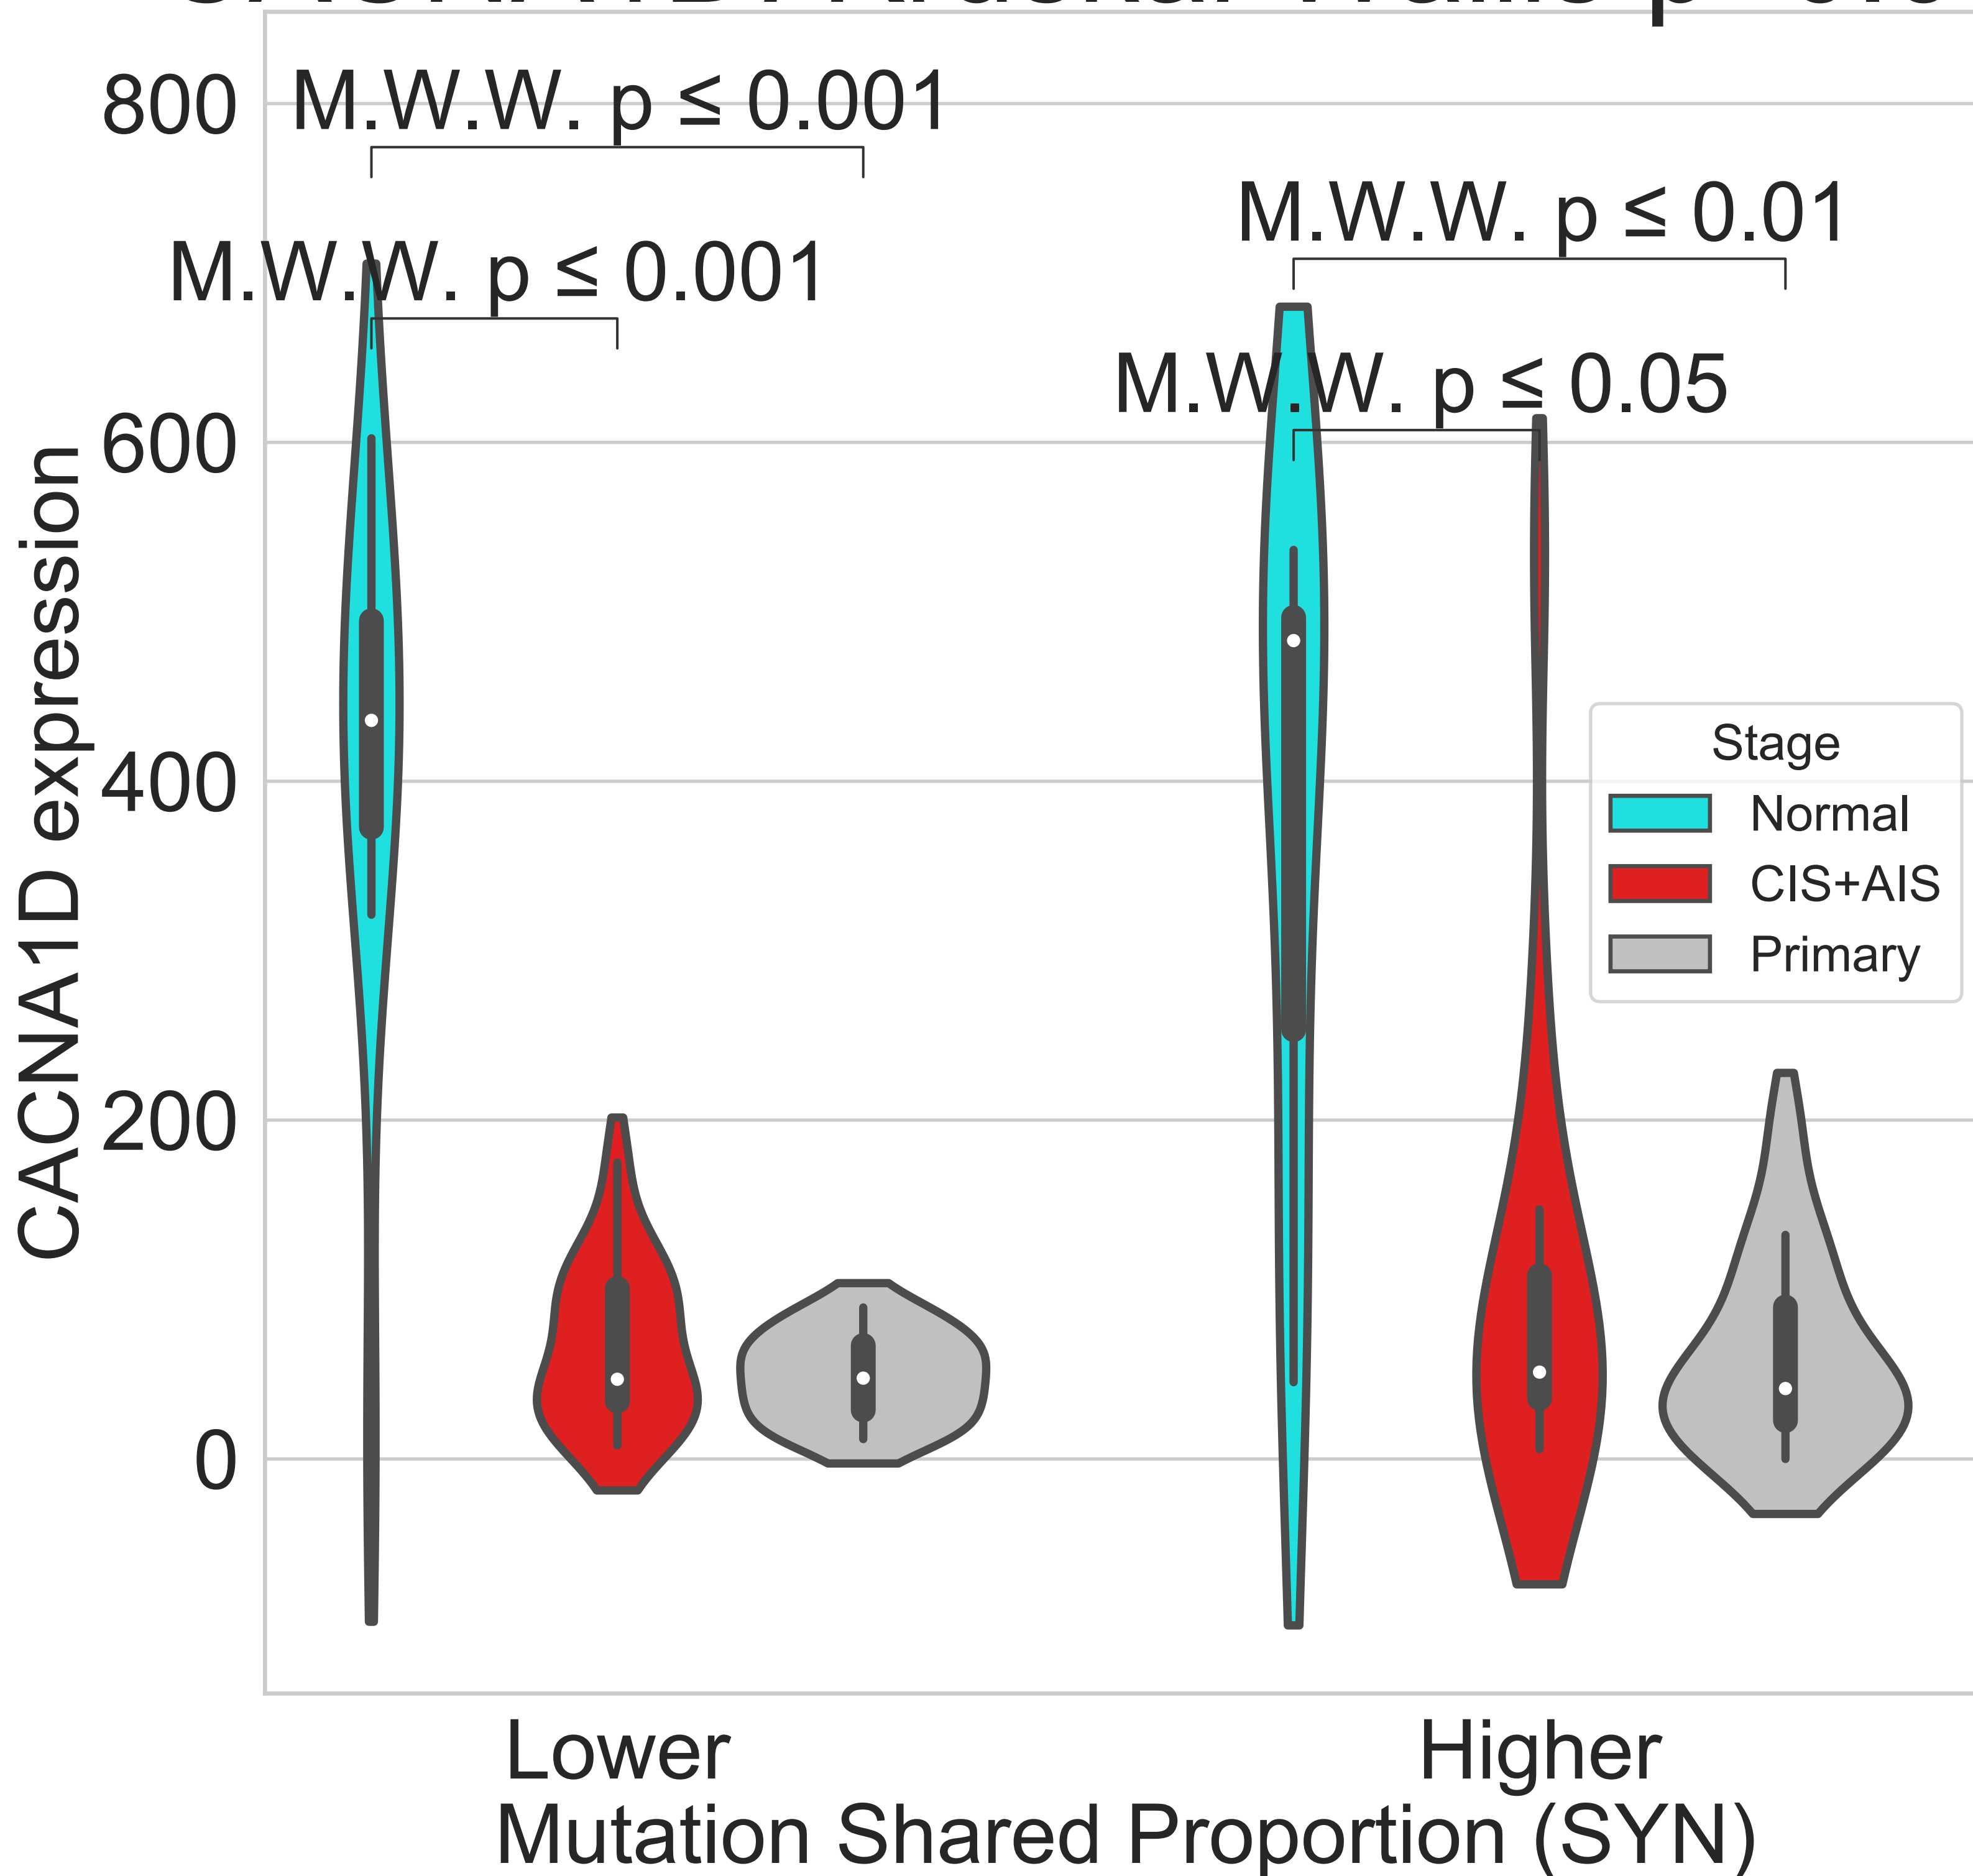 800
M.W.W. p ≤ 0.001
M.W.W. p ≤ 0.01
M.W.W. p ≤ 0.001
M.W.W. p ≤ 0.05
600
400
200
0
CACNA1D expression
Stage
Normal
CIS+AIS
Primary
Lower
Higher
Mutation Shared Proportion (SYN)